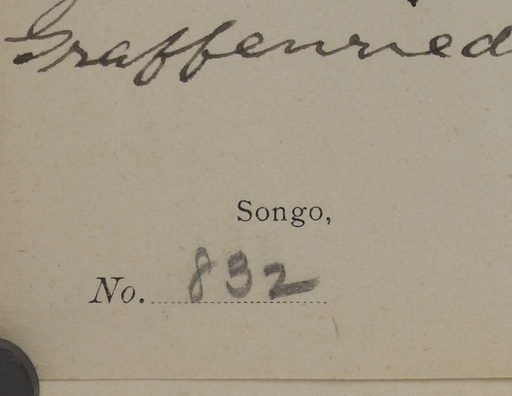 Graffenried
Songo,
No. 832